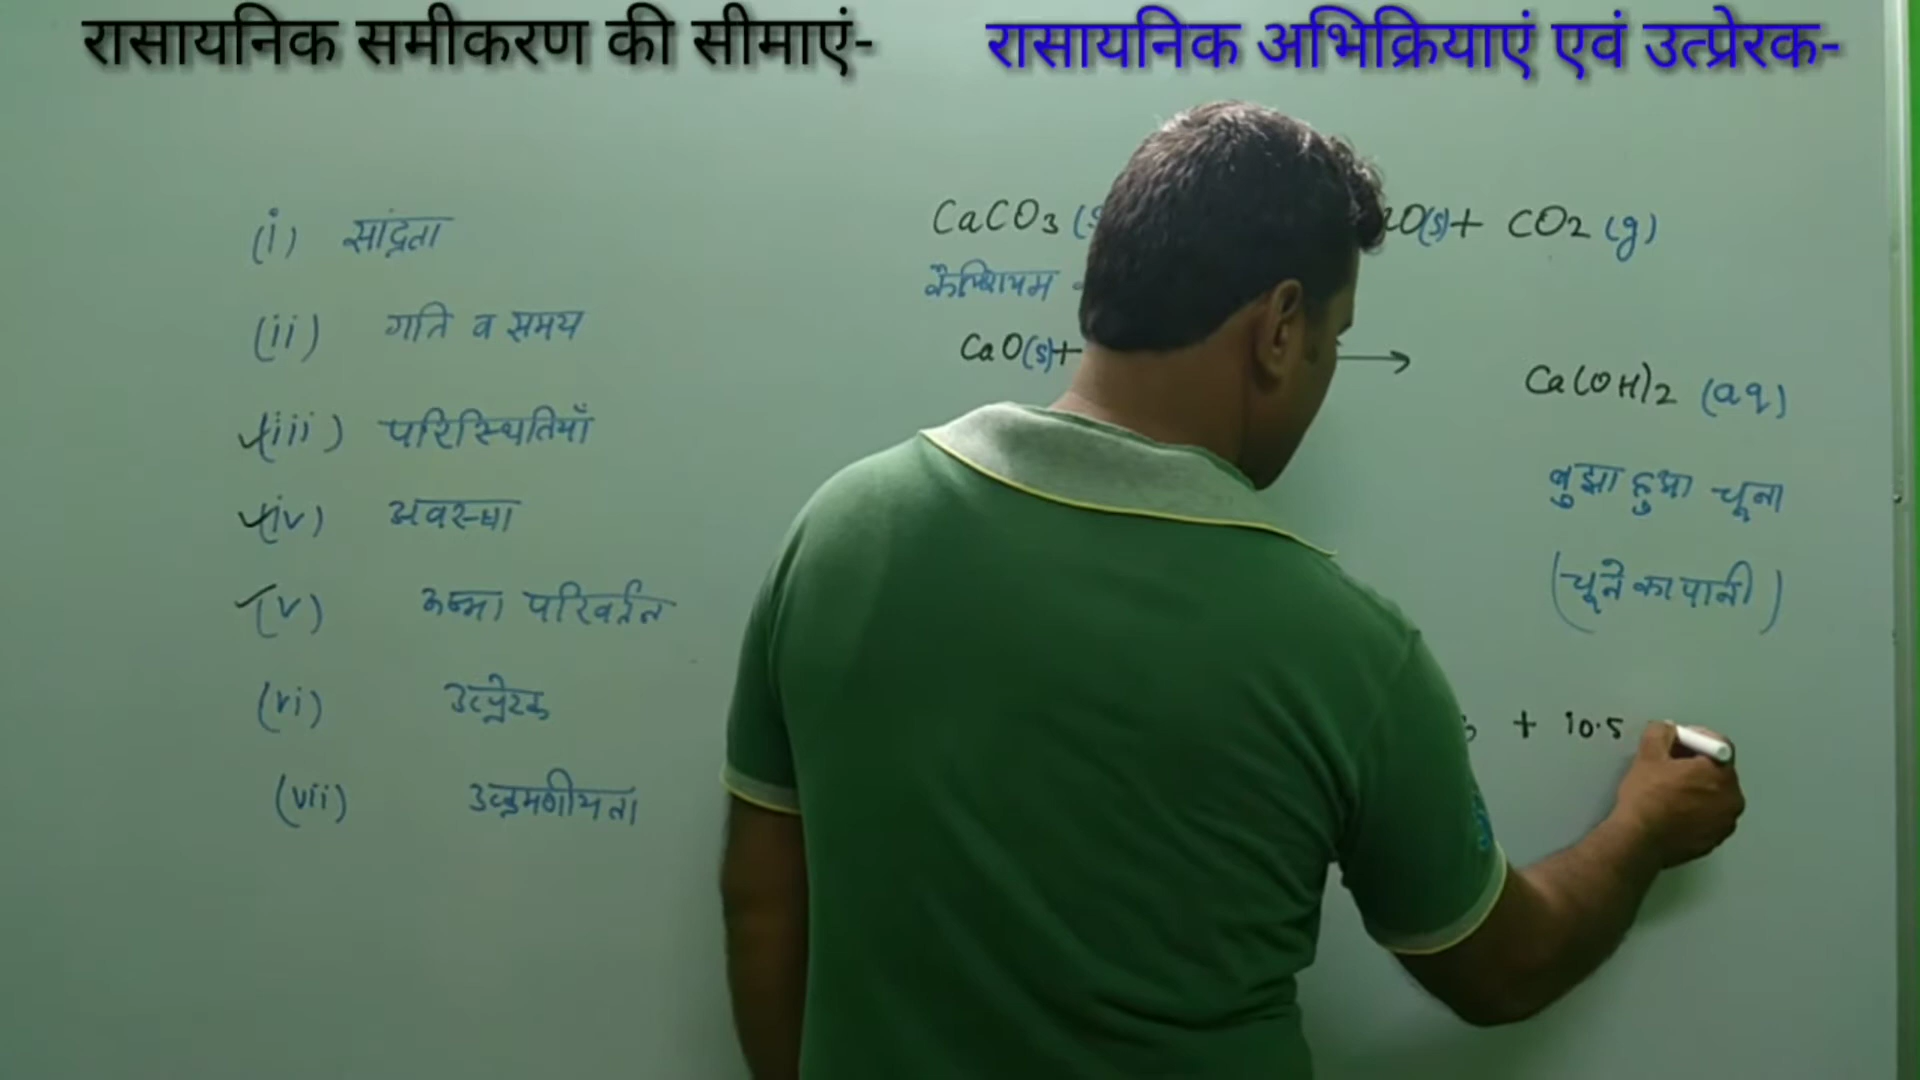 रासायनिक समीकरण की सीमाएं-
रासायनिक अभिक्रियाएं एवं उत्प्रेरक-
(i) सांद्रता
(ii) गति व समय
(iii) परिस्थितियाँ
(iv) अवस्था
(v) ऊष्मा परिवर्तन
(vi) उत्प्रेरक
(vii) उत्क्रमणीयता
CaCO3 (s O(s) + CO2 (g)
कैल्शियम
CaO(s)+ →
Ca(OH)2 (aq)
बुझा हुआ चूना
(चूने का पानी)
+ 10.5